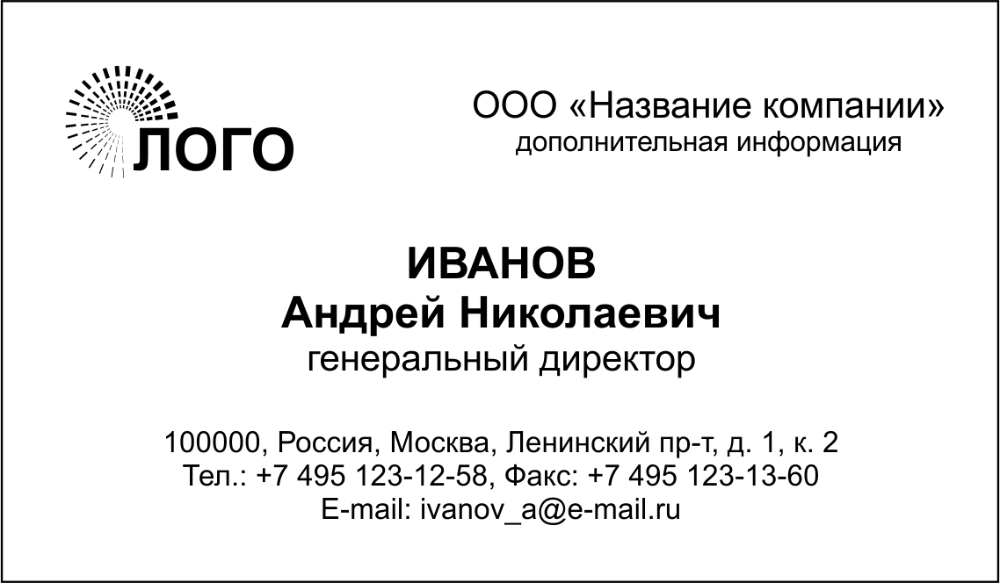 ЛОГО
ООО «Название компании»
дополнительная информация
ИВАНОВ
Андрей Николаевич
генеральный директор
100000, Россия, Москва, Ленинский пр-т, д. 1, к. 2
Тел.: +7 495 123-12-58, Факс: +7 495 123-13-60
E-mail: ivanov_a@e-mail.ru